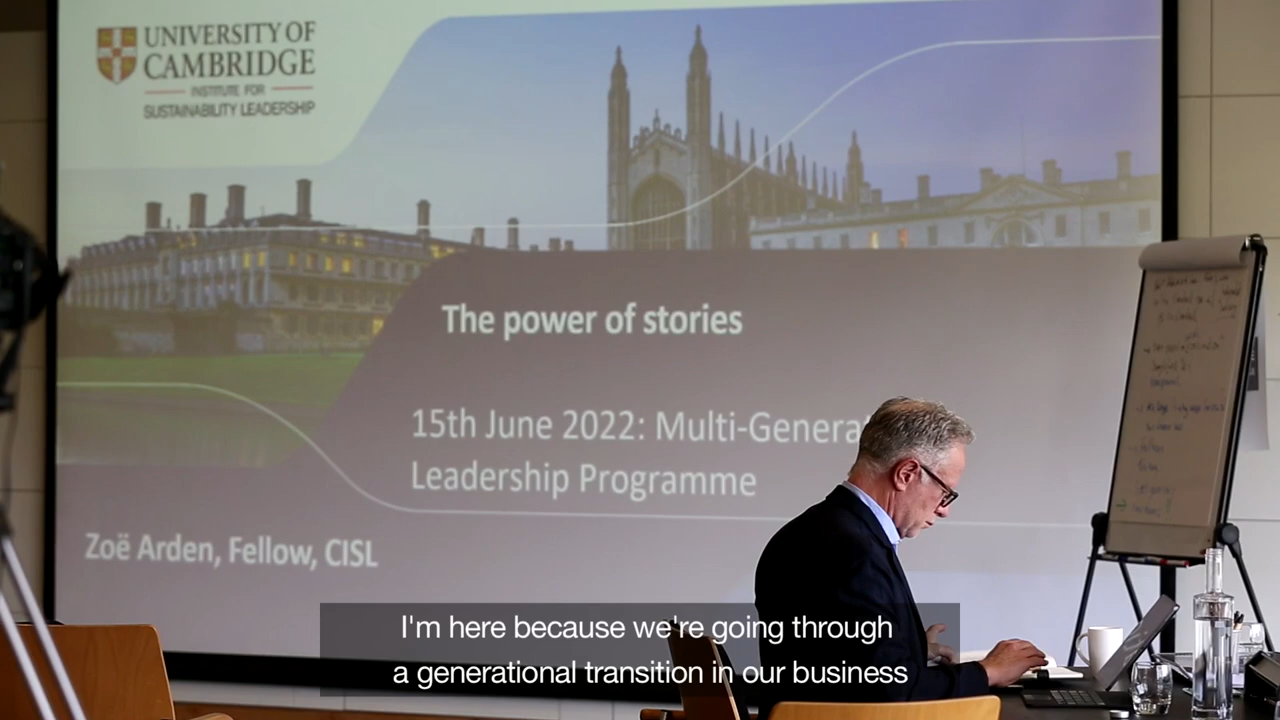 UNIVERSITY OF
CAMBRIDGE
INSTITUTE FOR
SUSTAINABILITY LEADERSHIP
The power of stories
15th June 2022: Multi-Generat
Leadership Programme
Zoë Arden, Fellow, CISL
I'm here because we're going through
a generational transition in our business